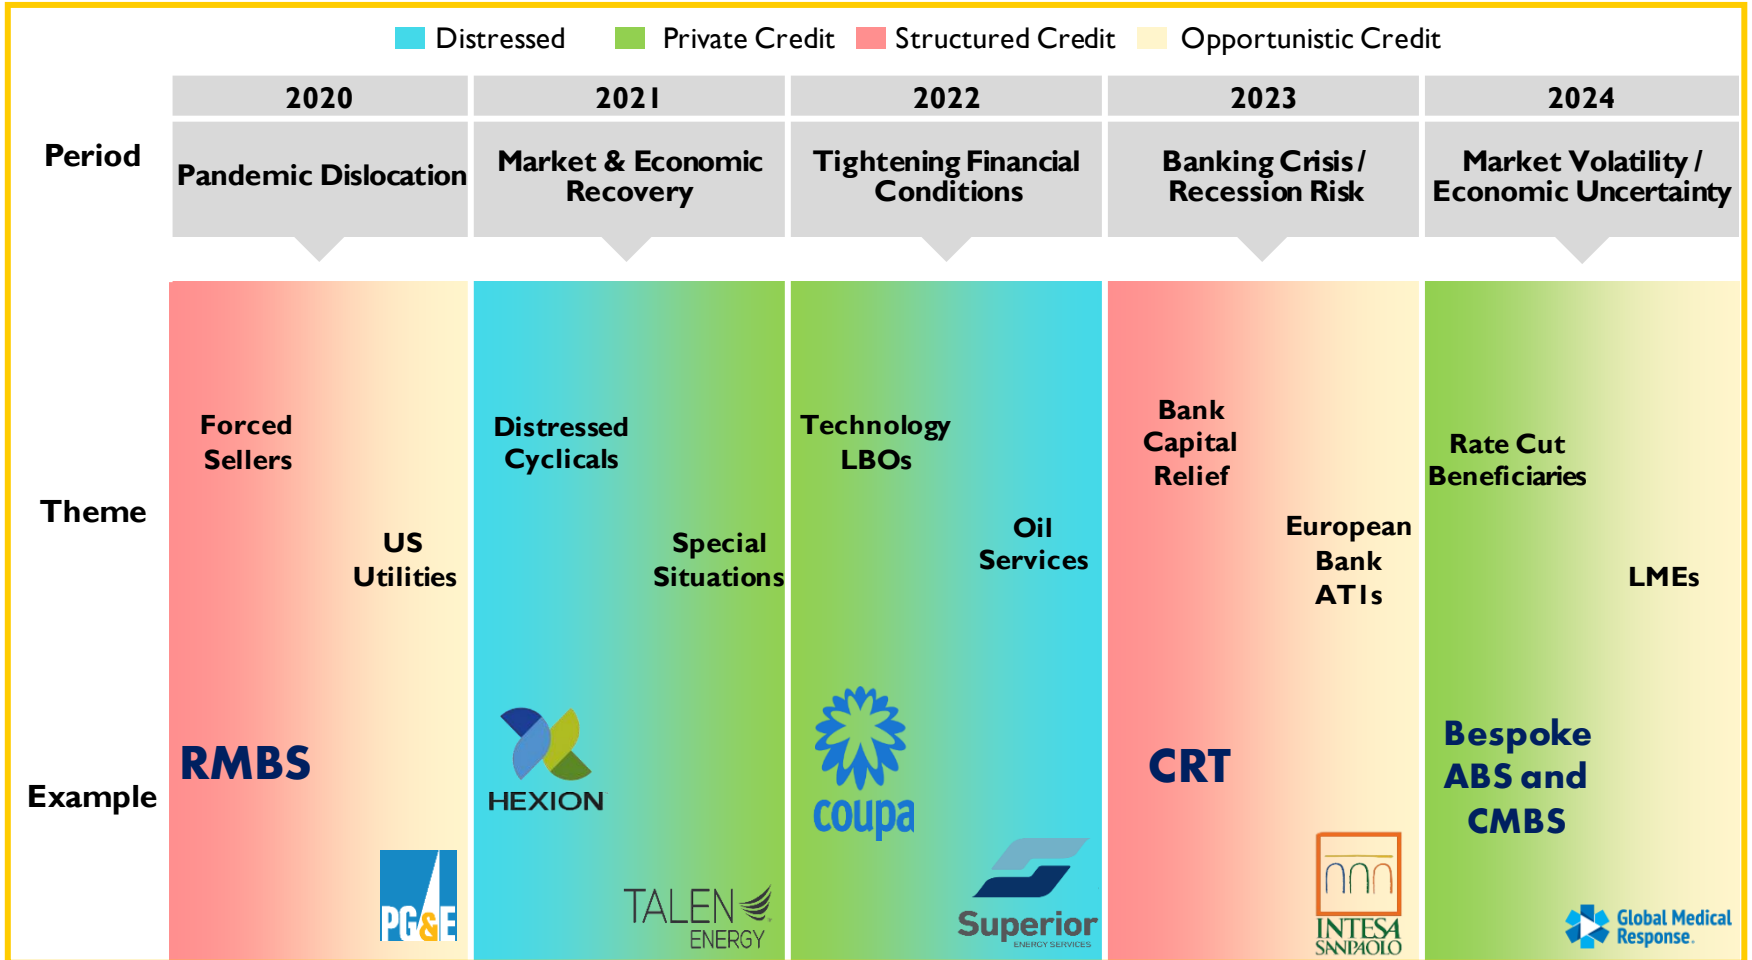 Distressed
Private Credit
Structured Credit
Opportunistic Credit
Period
2020
2021
2022
2023
2024
Pandemic Dislocation
Market & Economic
Recovery
Tightening Financial
Conditions
Banking Crisis /
Recession Risk
Market Volatility /
Economic Uncertainty
Theme
Forced
Sellers
US
Utilities
Distressed
Cyclicals
Special
Situations
Technology
LBOs
Oil
Services
Bank
Capital
Relief
European
Bank
AT1s
Rate Cut
Beneficiaries
LMEs
Example
RMBS
PG&E
HEXION
TALEN
ENERGY
coupa
Superior
ENERGY SERVICES
CRT
INTESA
SANPAOLO
Bespoke
ABS and
CMBS
Global Medical
Response.